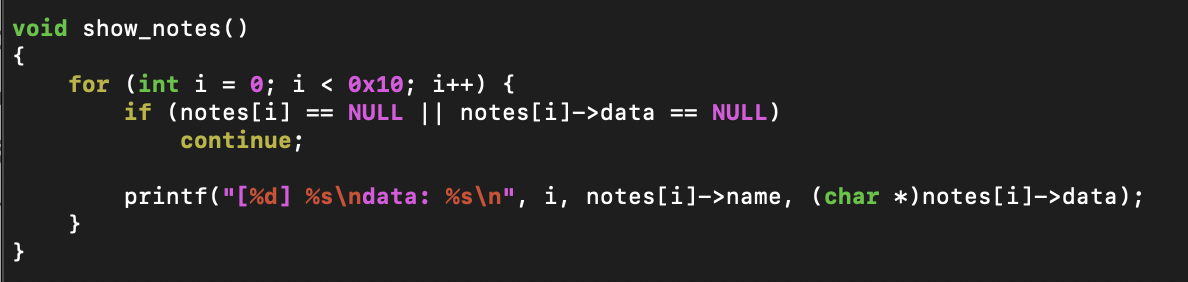 void show_notes()
{
    for (int i = 0; i < 0x10; i++) {
        if (notes[i] == NULL || notes[i]->data == NULL)
            continue;

        printf("[%d] %s\ndata: %s\n", i, notes[i]->name, (char *)notes[i]->data);
    }
}